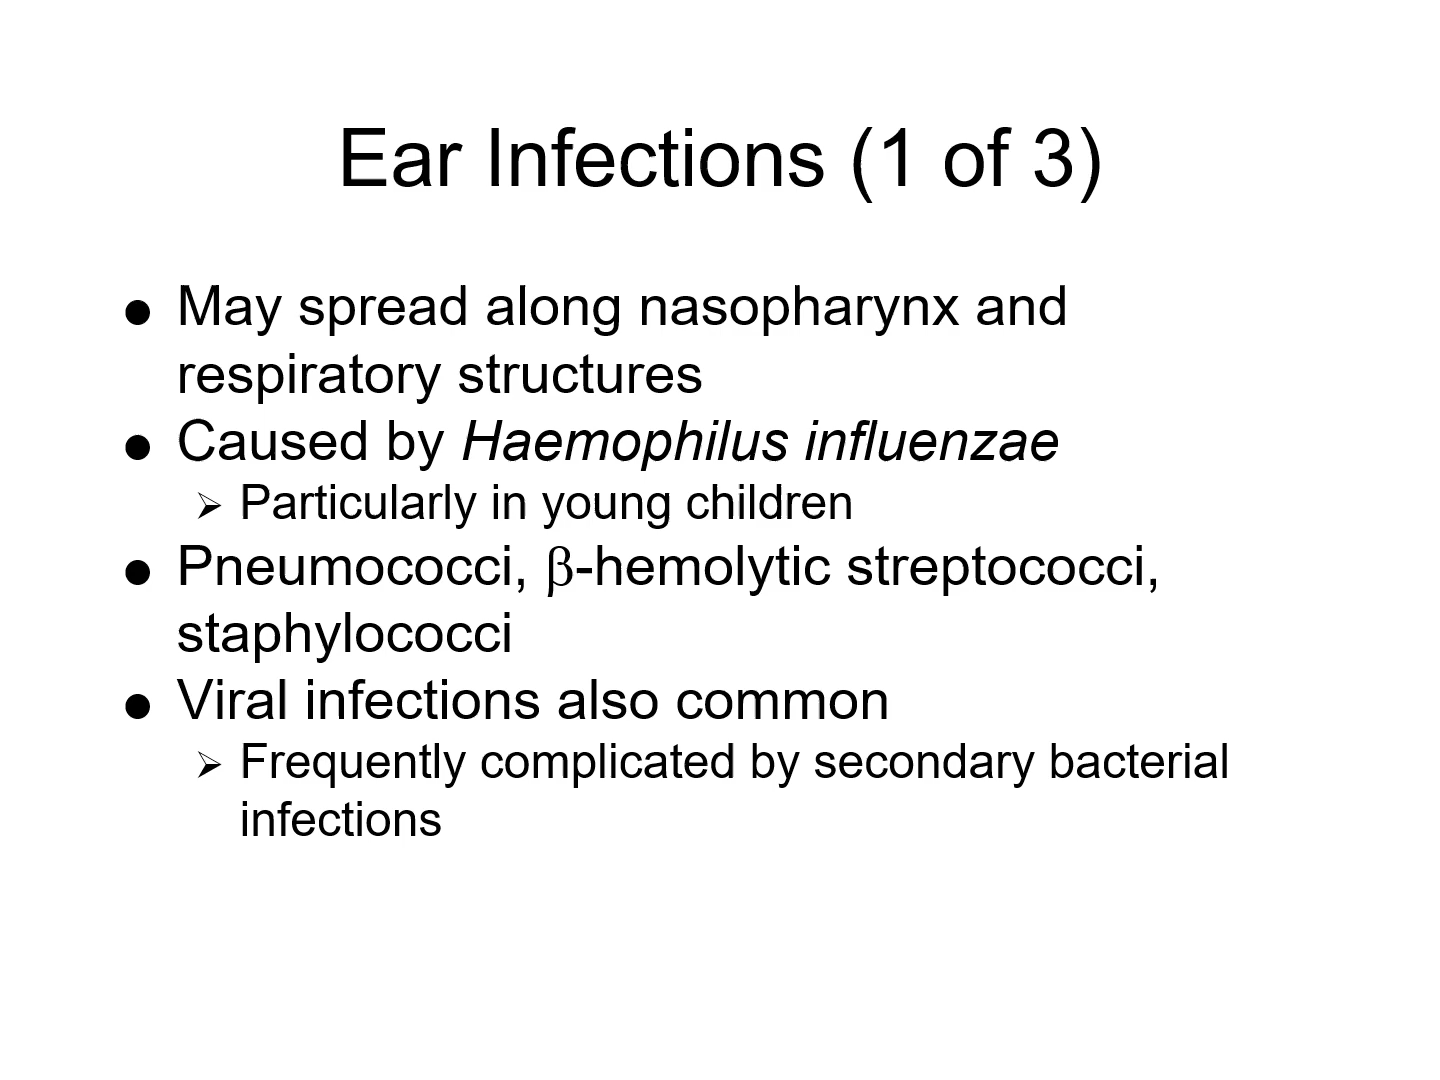 Ear Infections (1 of 3)
● May spread along nasopharynx and
respiratory structures
● Caused by Haemophilus influenzae
➢ Particularly in young children
● Pneumococci, β-hemolytic streptococci,
staphylococci
● Viral infections also common
➢ Frequently complicated by secondary bacterial
infections